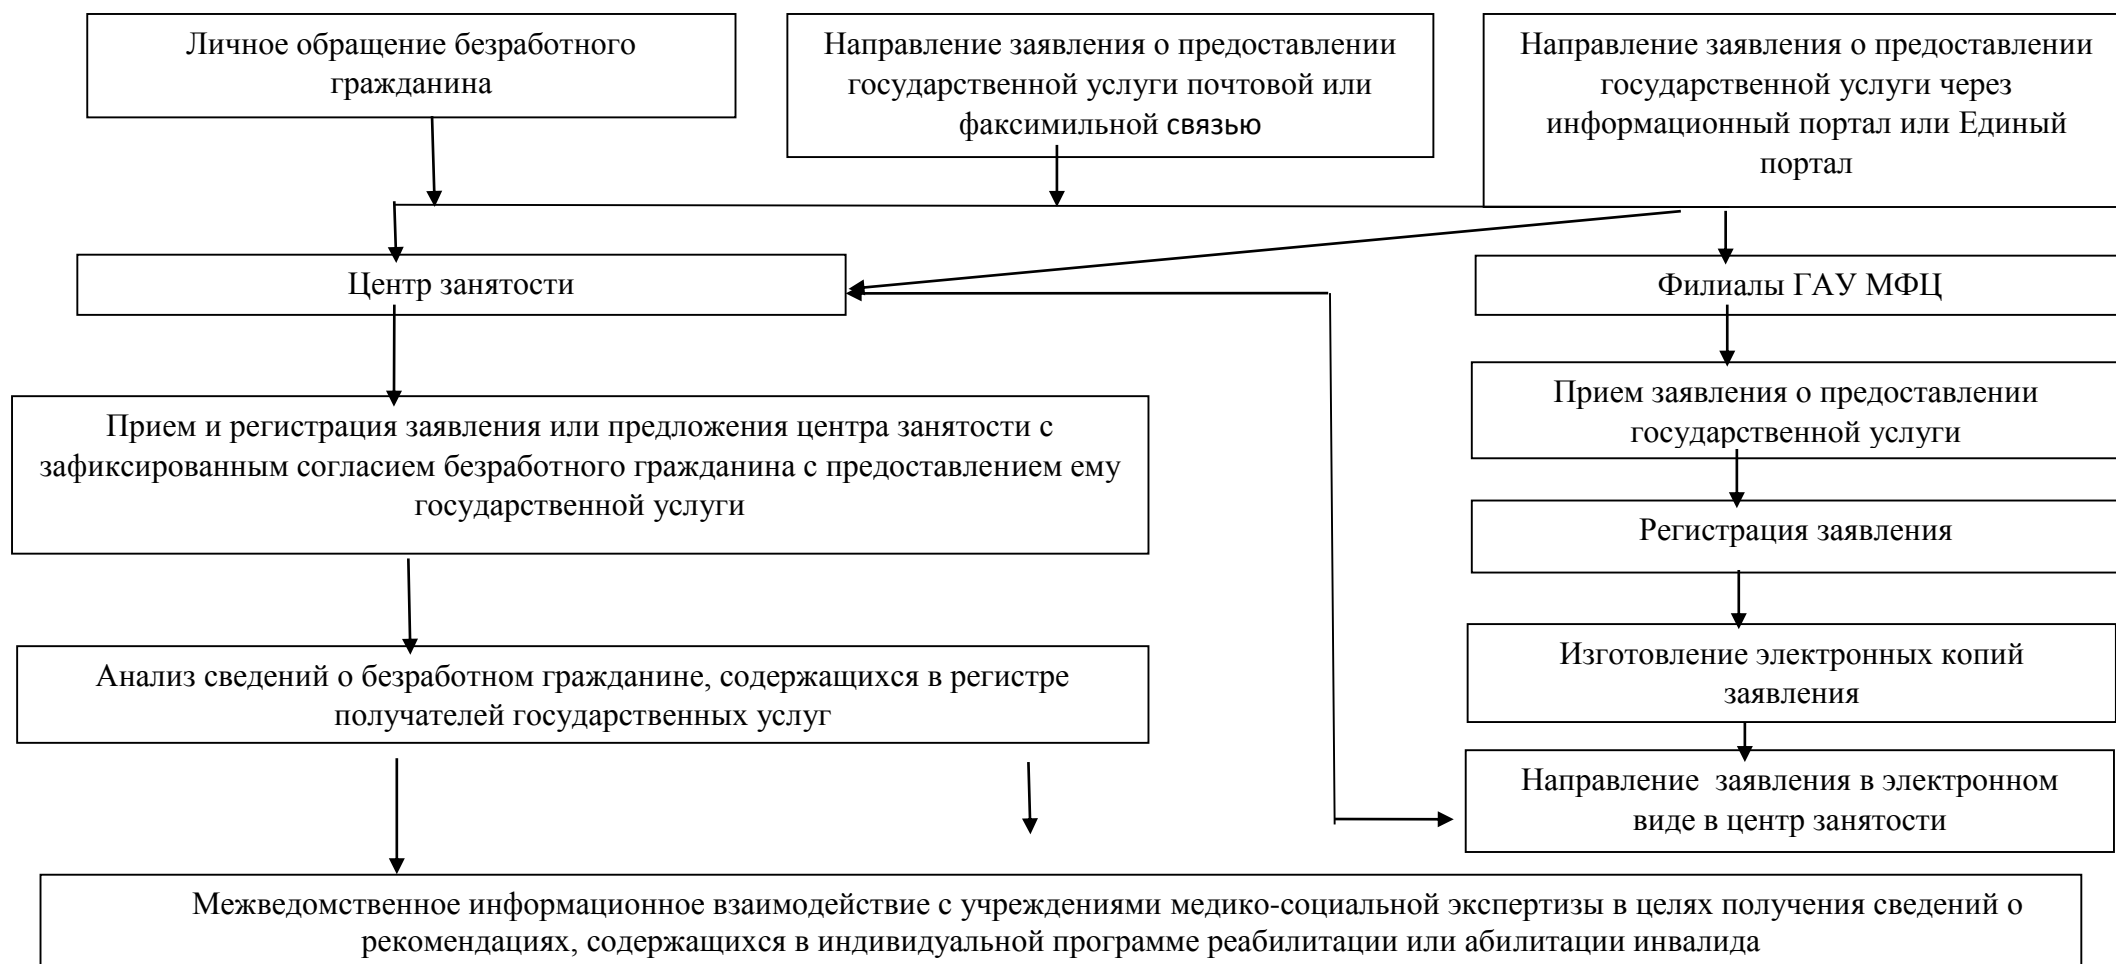 Личное обращение безработного
гражданина
Направление заявления о предоставлении
государственной услуги почтовой или
факсимильной связью
Направление заявления о предоставлении
государственной услуги через
информационный портал или Единый
портал
Центр занятости
Филиалы ГАУ МФЦ
Прием и регистрация заявления или предложения центра занятости с
зафиксированным согласием безработного гражданина с предоставлением ему
государственной услуги
Прием заявления о предоставлении
государственной услуги
Регистрация заявления
Анализ сведений о безработном гражданине, содержащихся в регистре
получателей государственных услуг
Изготовление электронных копий
заявления
Направление  заявления в электронном
виде в центр занятости
Межведомственное информационное взаимодействие с учреждениями медико-социальной экспертизы в целях получения сведений о
рекомендациях, содержащихся в индивидуальной программе реабилитации или абилитации инвалида